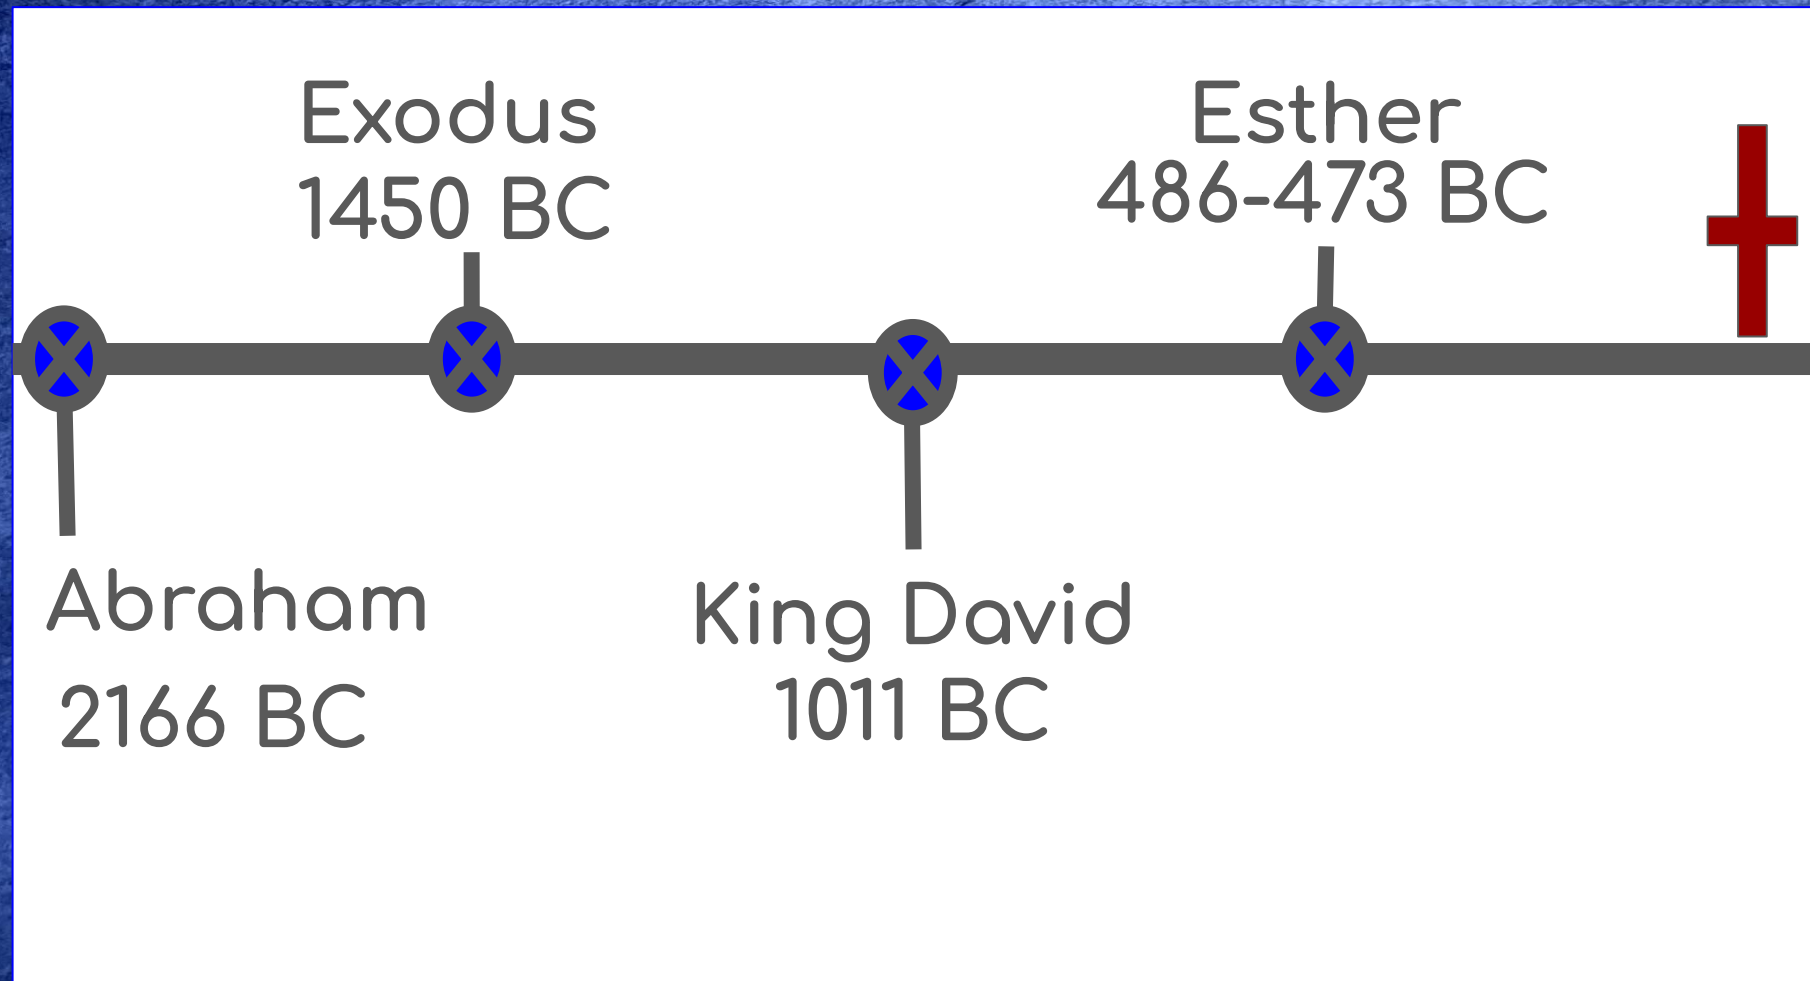 Exodus
1450 BC
Esther
486-473 BC
Abraham
2166 BC
King David
1011 BC